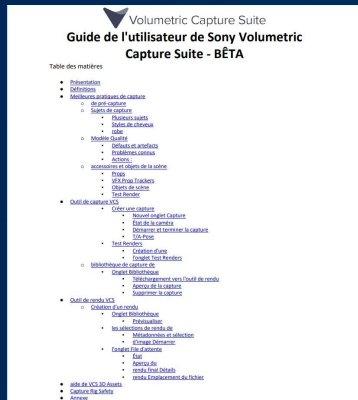 Volumetric Capture Suite
Guide de l'utilisateur de Sony Volumetric
Capture Suite - BÊTA
Table des matières
Présentation
Définitions
Meilleures pratiques de capture
de pré-capture
Sujets de capture
Plusieurs sujets
Styles de cheveux
robe
Modèle Qualité
Défauts et artefacts
Problèmes connus
Actions :
accessoires et objets de la scène
Props
VFX Prop Trackers
Objets de scène
Test Render
Outil de capture VCS
Créer une capture
Nouvel onglet Capture
État de la caméra
Démarrer et terminer la capture
T/A-Pose
Test Renders
Création d'une
l'onglet Test Renders
bibliothèque de capture de
Onglet Bibliothèque
Téléchargement vers l'outil de rendu
Aperçu de la capture
Supprimer la capture
Outil de rendu VCS
Création d'un rendu
Onglet Bibliothèque
Prévisualiser
les sélections de rendu de
Métadonnées et sélection
d'image Démarrer
l'onglet File d'attente
État
Aperçu du
rendu final Détails
rendu Emplacement du fichier
aide de VCS 3D Assets
Capture Rig Safety
Annexe